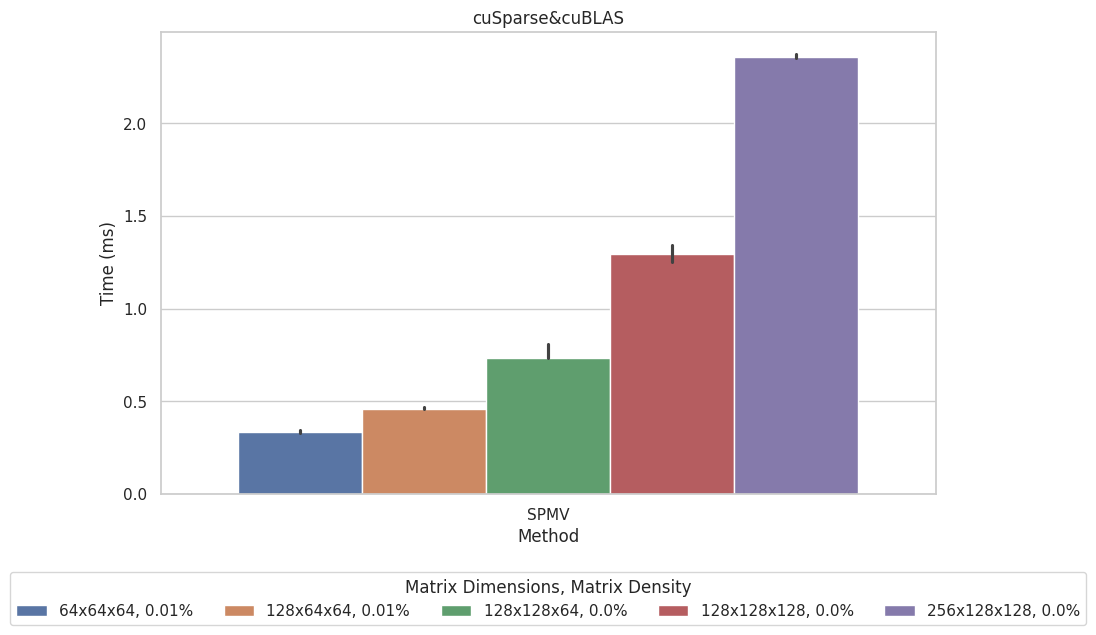 cuSparse&cuBLAS
Time (ms)
2.0
1.5
1.0
0.5
0.0
SPMV
Method
Matrix Dimensions, Matrix Density
64x64x64, 0.01% 128x64x64, 0.01% 128x128x64, 0.0% 128x128x128, 0.0% 256x128x128, 0.0%